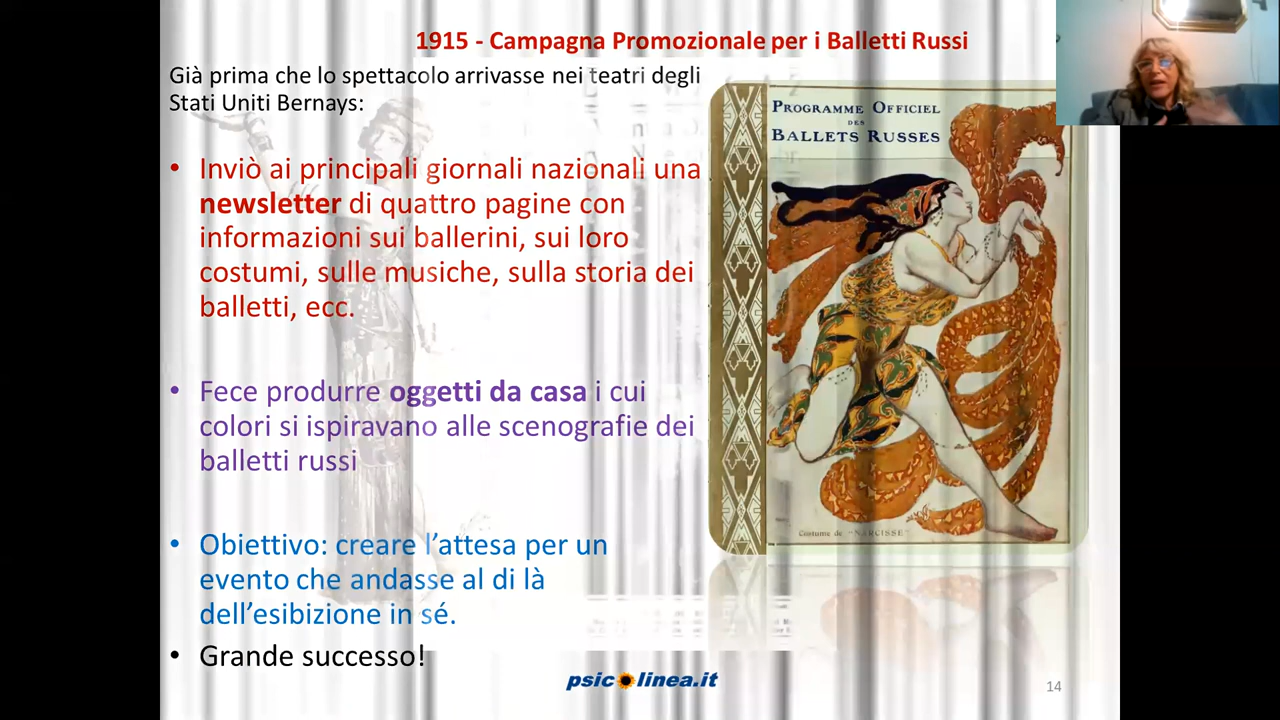 1915 - Campagna Promozionale per i Balletti Russi
Già prima che lo spettacolo arrivasse nei teatri degli
Stati Uniti Bernays:
• Inviò ai principali giornali nazionali una
newsletter di quattro pagine con
informazioni sui ballerini, sui loro
costumi, sulle musiche, sulla storia dei
balletti, ecc.
• Fece produrre oggetti da casa i cui
colori si ispiravano alle scenografie dei
balletti russi
• Obiettivo: creare l’attesa per un
evento che andasse al di là
dell’esibizione in sé.
• Grande successo!
PROGRAMME OFFICIEL
DES
BALLETS RUSSES
Costume de "NARCISSE"
psicolinea.it
14